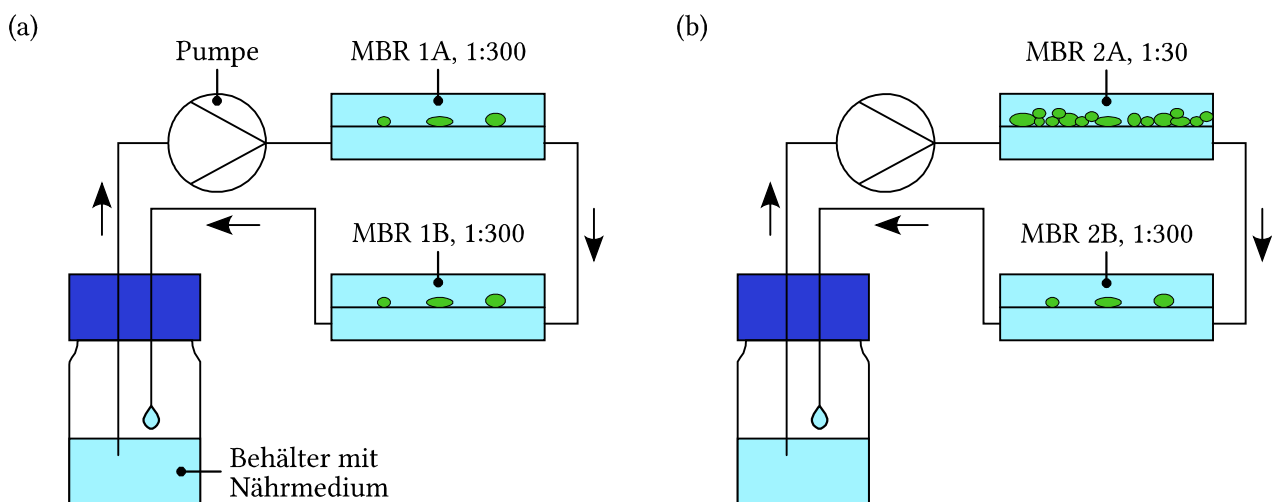 (a)
Pumpe
MBR 1A, 1:300
MBR 1B, 1:300
Behälter mit
Nährmedium
(b)
MBR 2A, 1:30
MBR 2B, 1:300